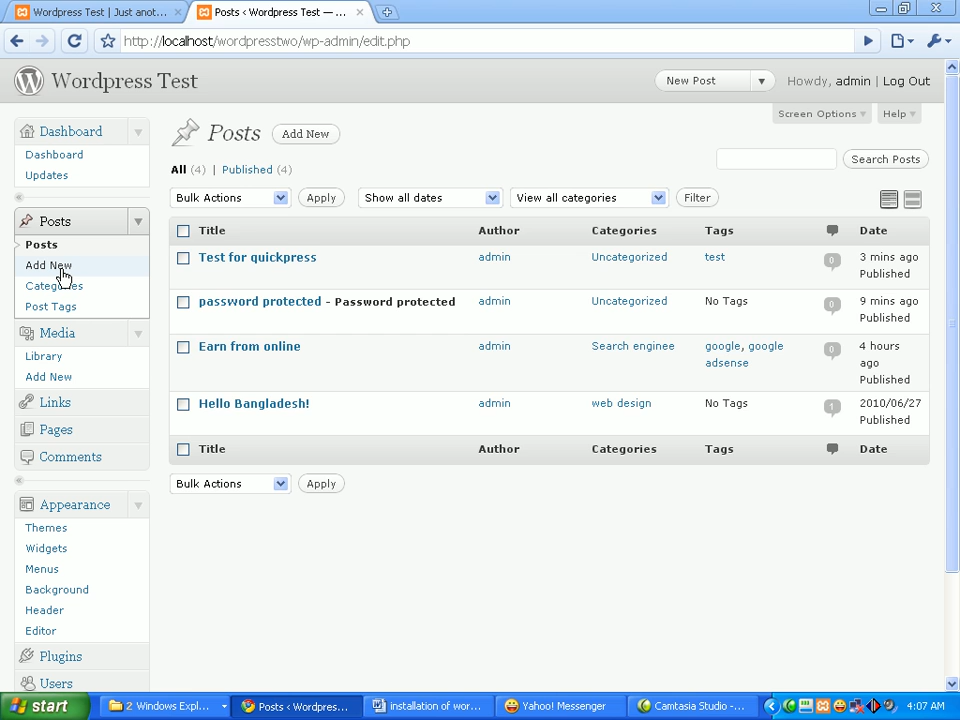 Wordpress Test | Just anot...
Posts ‹ Wordpress Test — ...
http://localhost/wordpresstwo/wp-admin/edit.php
Wordpress Test
New Post
Howdy, admin | Log Out
Screen Options
Help
Dashboard
Dashboard
Updates
Posts
Posts
Add New
Categories
Post Tags
Media
Library
Add New
Links
Pages
Comments
Appearance
Themes
Widgets
Menus
Background
Header
Editor
Plugins
Users
Posts Add New
All (4) | Published (4)
Search Posts
Bulk Actions Apply Show all dates View all categories Filter
Title Author Categories Tags Date
Test for quickpress admin Uncategorized test 0 3 mins ago
Published
password protected - Password protected admin Uncategorized No Tags 0 9 mins ago
Published
Earn from online admin Search enginee google, google 0 4 hours
adsense ago
Published
Hello Bangladesh! admin web design No Tags 1 2010/06/27
Published
Title Author Categories Tags Date
Bulk Actions Apply
start
2 Windows Expl...
Posts ‹ Wordpress...
installation of wor...
Yahoo! Messenger
Camtasia Studio - ...
4:07 AM